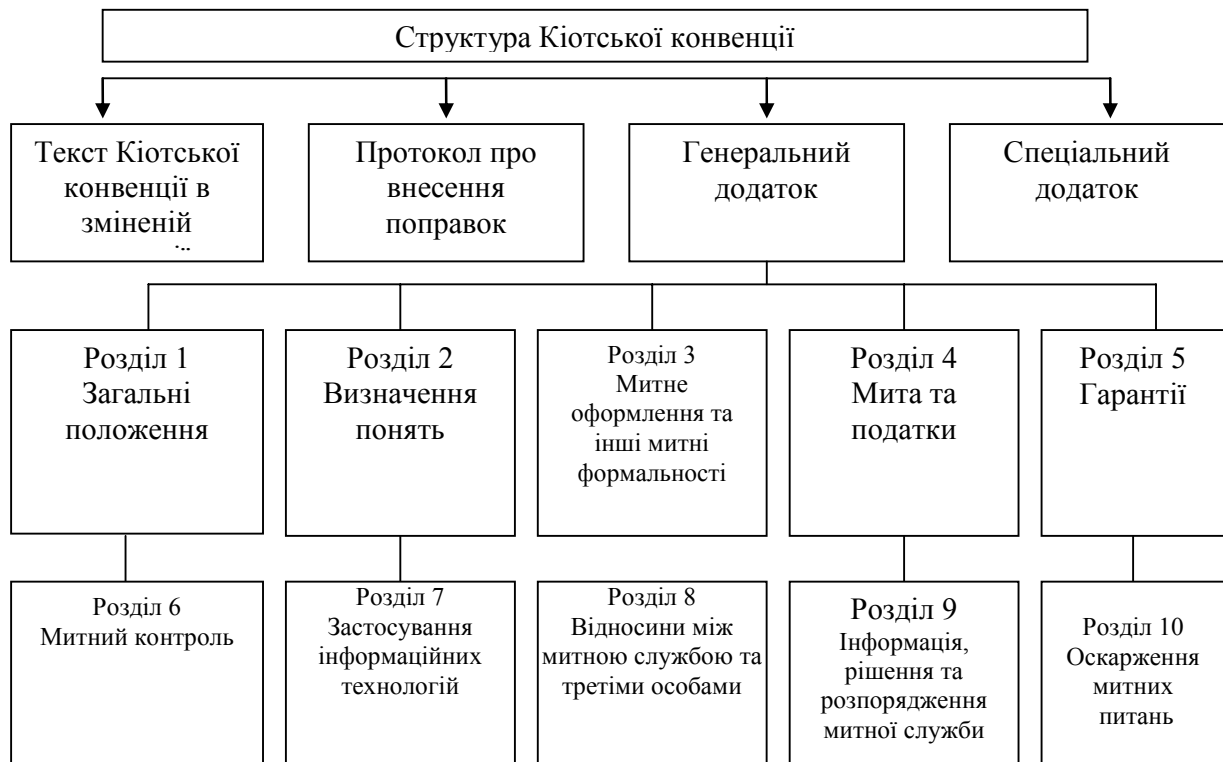 Структура Кіотської конвенції
Текст Кіотської
конвенції в
зміненій
Протокол про
внесення
поправок
Генеральний
додаток
Спеціальний
додаток
Розділ 1
Загальні
положення
Розділ 2
Визначення
понять
Розділ 3
Митне
оформлення та
інші митні
формальності
Розділ 4
Мита та
податки
Розділ 5
Гарантії
Розділ 6
Митний контроль
Розділ 7
Застосування
інформаційних
технологій
Розділ 8
Відносини між
митною службою та
третіми особами
Розділ 9
Інформація,
рішення та
розпорядження
митної служби
Розділ 10
Оскарження
митних
питань